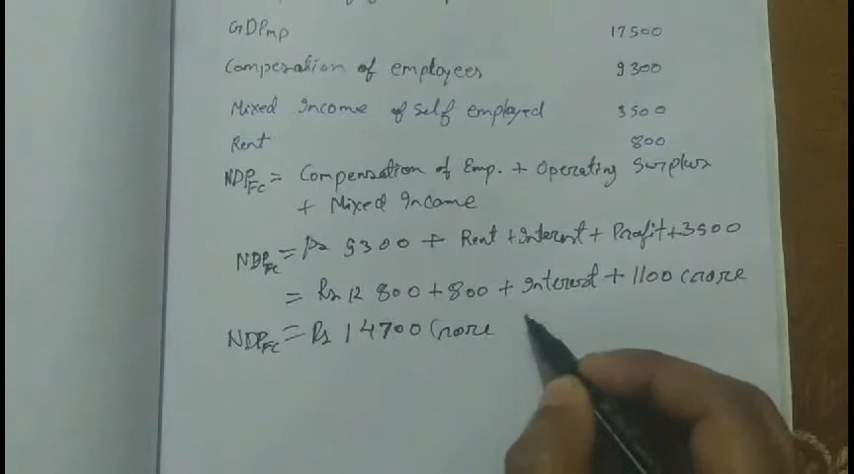 GDPmp 17500
Compensation of employees 9300
Mixed Income of self employed 3500
Rent 800
NDPFC = Compensation of Emp. + Operating Surplus
+ Mixed Income
NDPFC = Rs 9300 + Rent + Interest + Profit + 3500
= Rs 12 800 + 800 + Interest + 1100 crore
NDPFC = Rs 14700 Crore